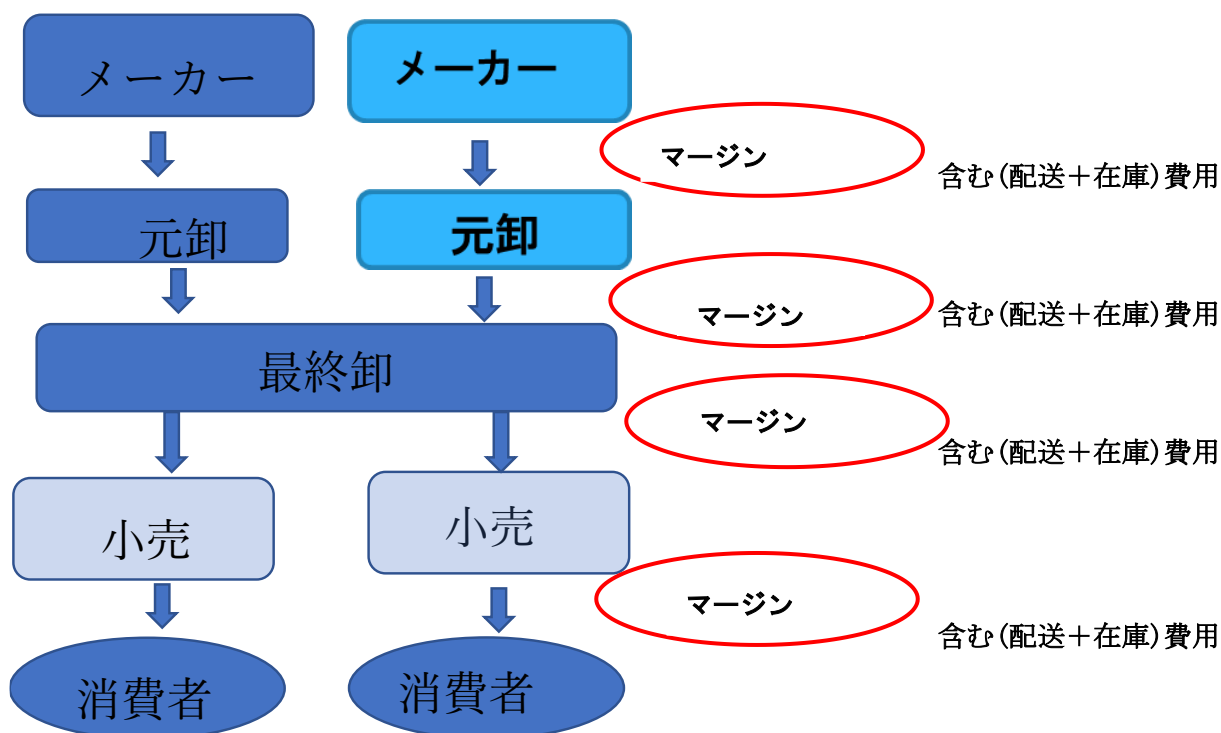 メーカー
メーカー
マージン
含む(配送＋在庫)費用
元卸
元卸
マージン
含む(配送＋在庫)費用
最終卸
マージン
含む(配送＋在庫)費用
小売
小売
マージン
含む(配送＋在庫)費用
消費者
消費者